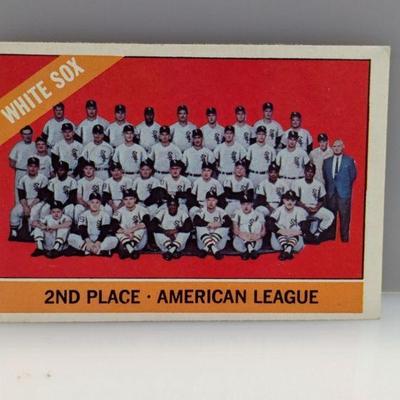 WHITE SOX
2ND PLACE · AMERICAN LEAGUE